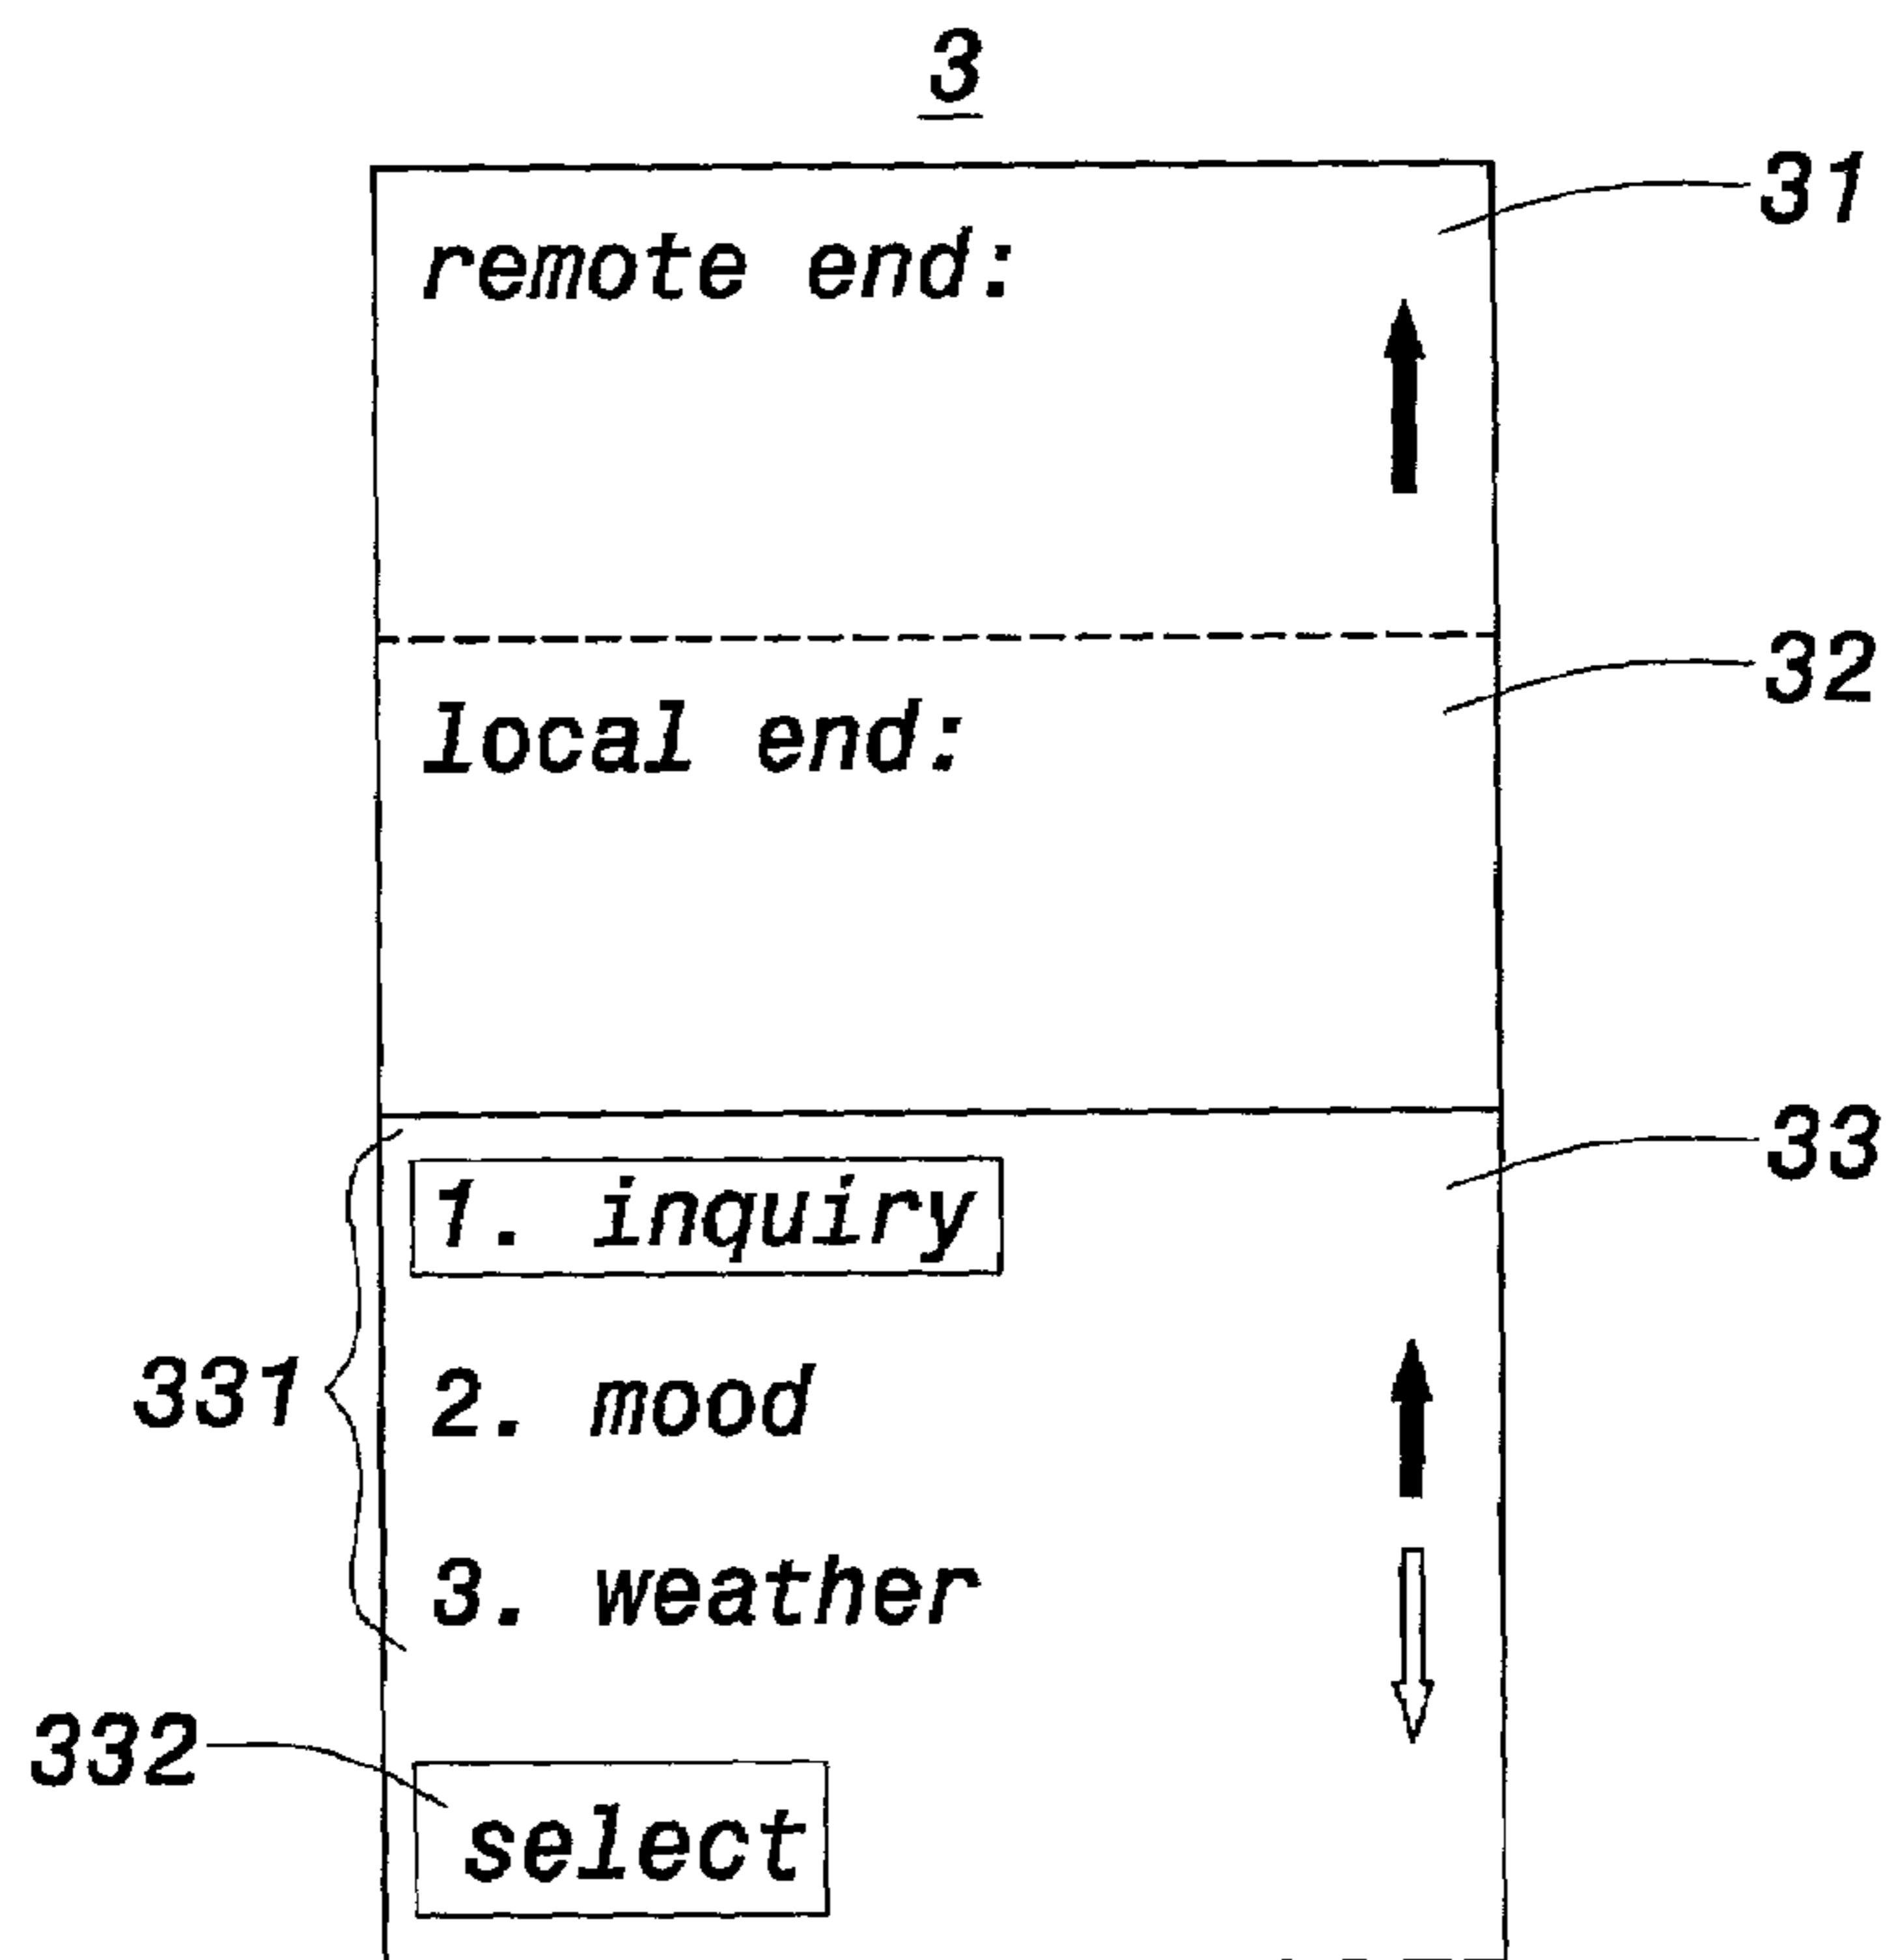 3
31
remote end:
32
local end:
33
1. inquiry
331
2. mood
3. weather
332
select